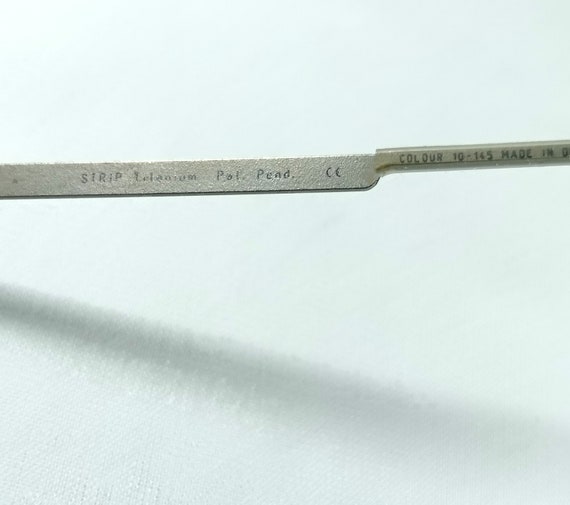 STRIP titanium Pat. Pend. CE
COLOUR 10-145 MADE IN D